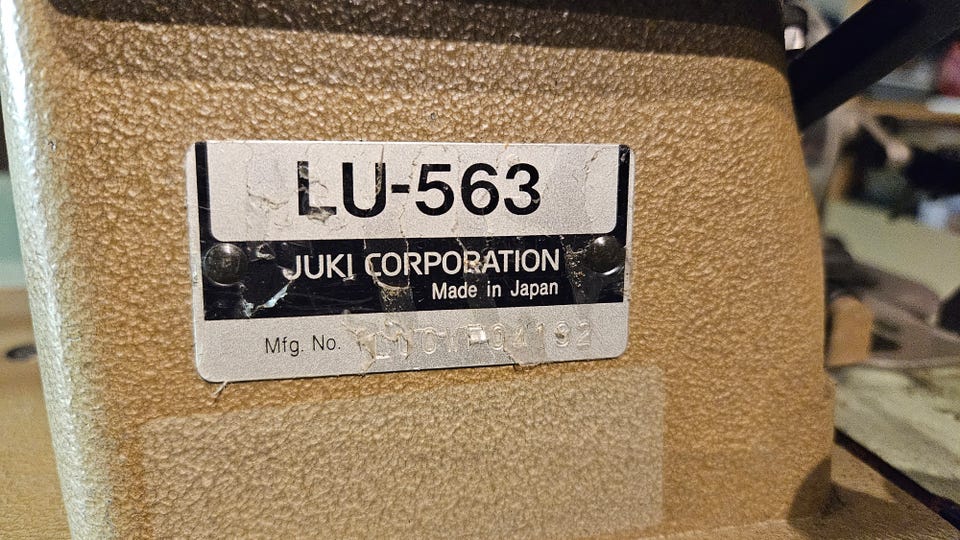 LU-563
JUKI CORPORATION
Made in Japan
Mfg. No.